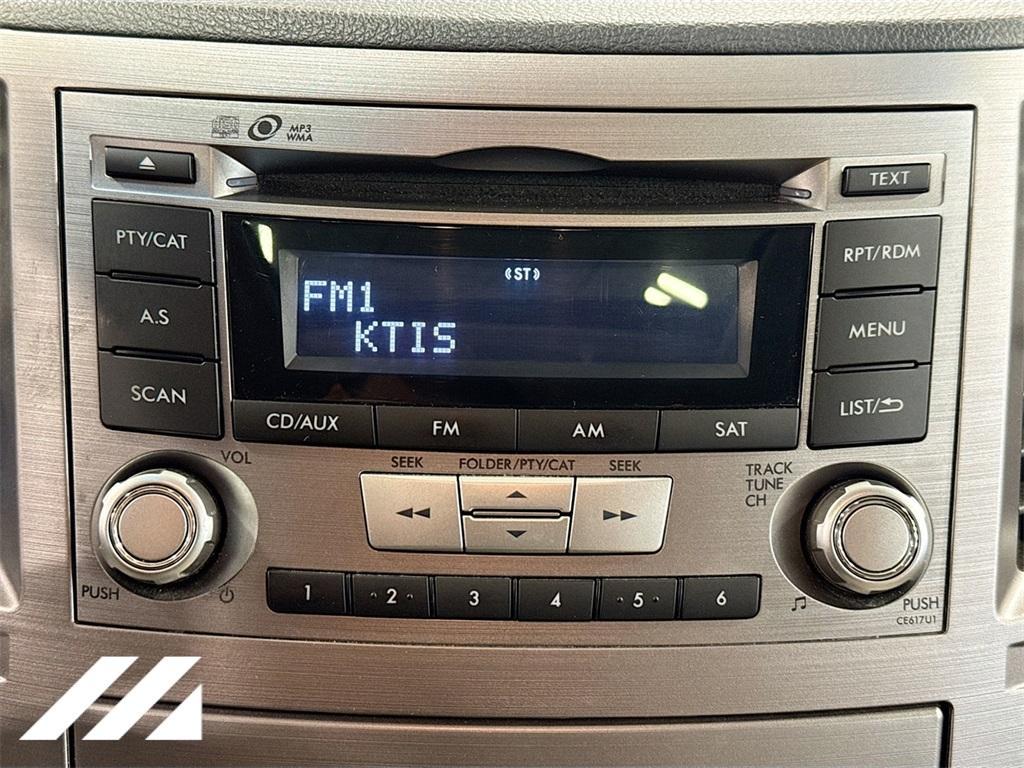 MP3
WMA
TEXT
PTY/CAT
A.S
SCAN
(ST)
FM1
KTIS
RPT/RDM
MENU
LIST/
CD/AUX
FM
AM
SAT
VOL
SEEK
FOLDER/PTY/CAT
SEEK
TRACK
TUNE
CH
PUSH
1
2
3
4
5
6
PUSH
CE617U1